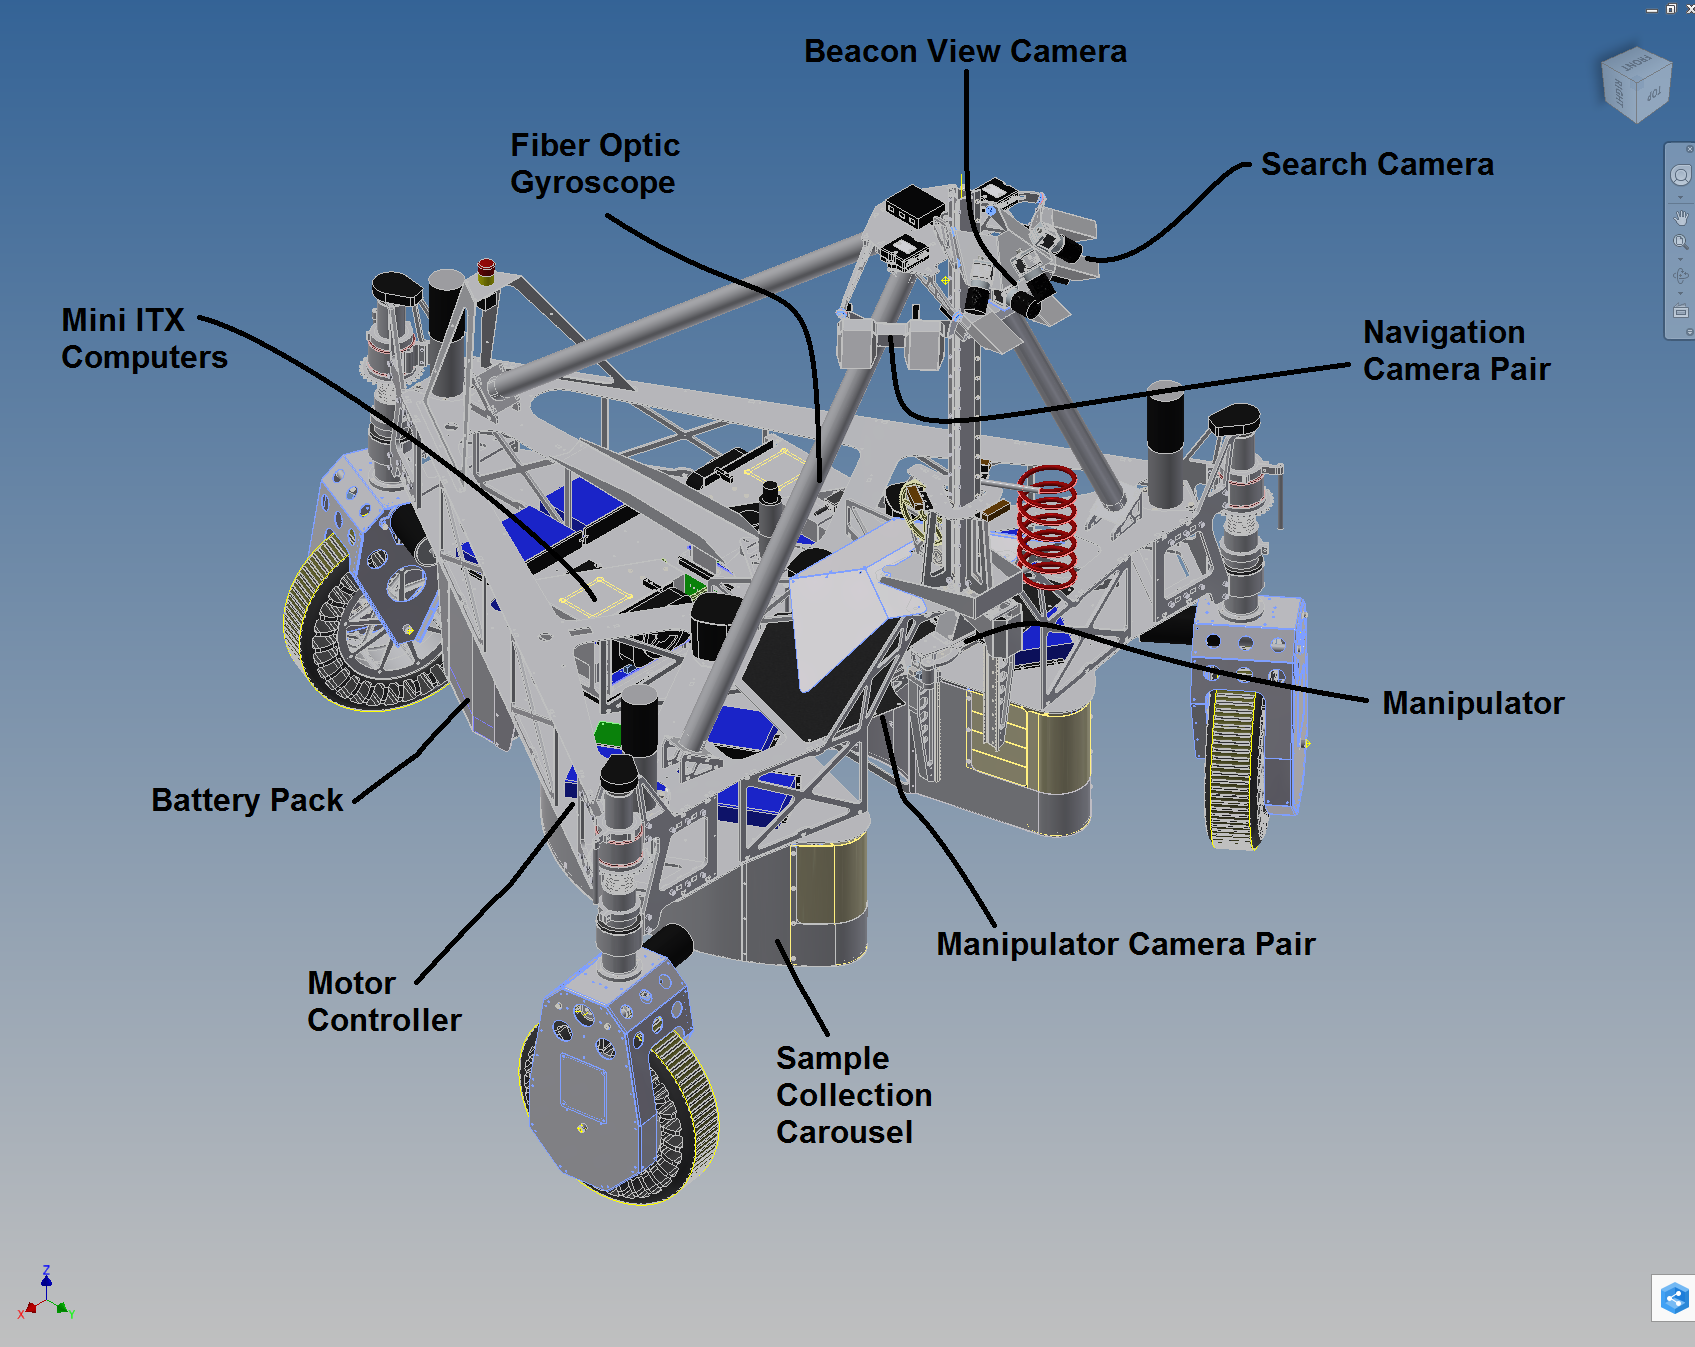 Beacon View Camera
Fiber Optic
Gyroscope
Search Camera
Mini ITX
Computers
Navigation
Camera Pair
Manipulator
Battery Pack
Manipulator Camera Pair
Motor
Controller
Sample
Collection
Carousel
FRONT
RIGHT
TOP
Z
X
Y